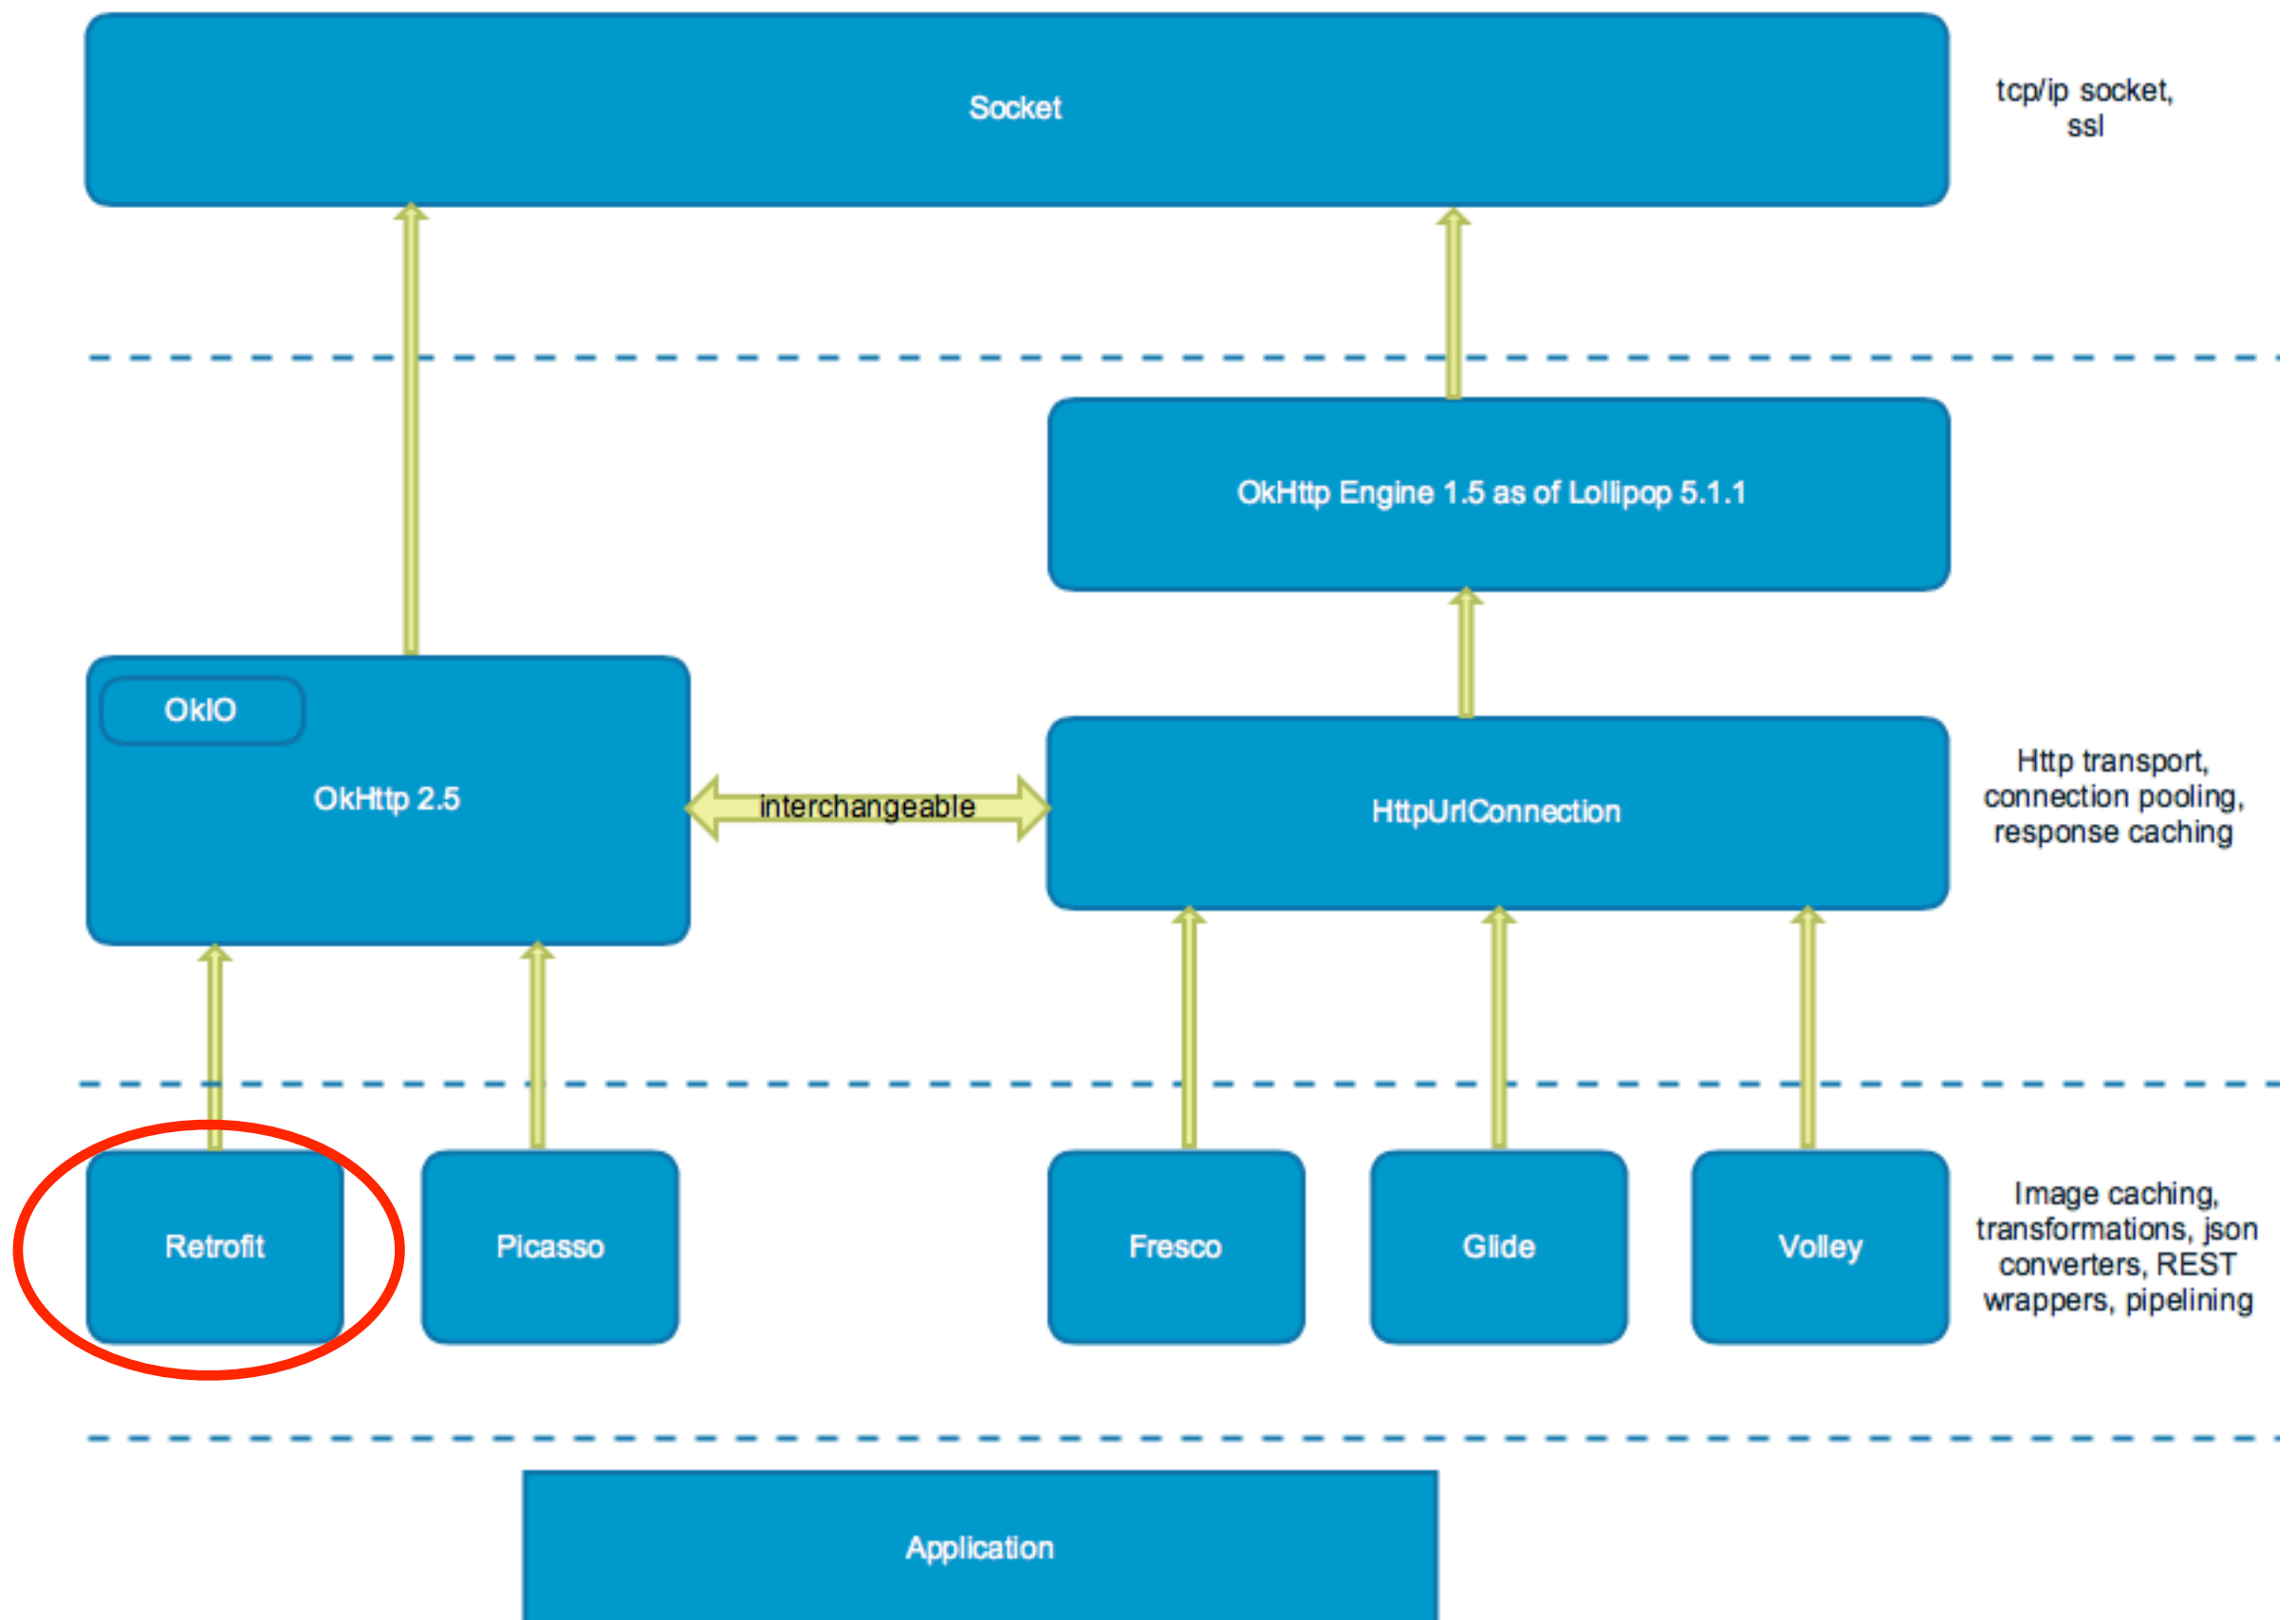 Socket
tcp/ip socket,
ssl
OkHttp Engine 1.5 as of Lollipop 5.1.1
OkIO
OkHttp 2.5
interchangeable
HttpUrlConnection
Http transport,
connection pooling,
response caching
Retrofit
Picasso
Fresco
Glide
Volley
Image caching,
transformations, json
converters, REST
wrappers, pipelining
Application